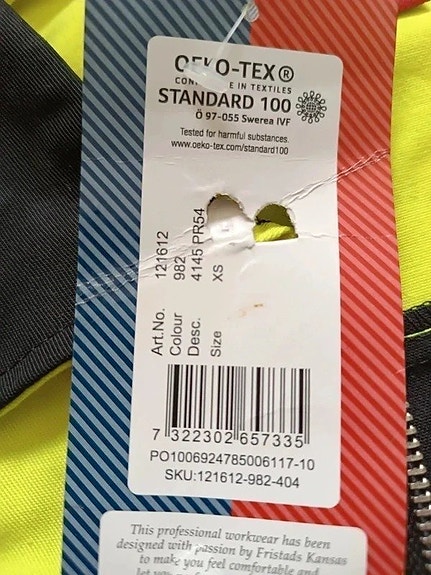 OEKO-TEX®
IN TEXTILES
STANDARD 100
Ö 97-055 Swerea IVF
Tested for harmful substances.
www.oeko-tex.com/standard100
Art.No. 121612
Colour 982
Desc. 4145 PR54
Size XS
7 322302 657335
PO1006924785006117-10
SKU:121612-982-404
This professional workwear has been
designed with passion by Fristads Kansas
to make you feel comfortable and
let you